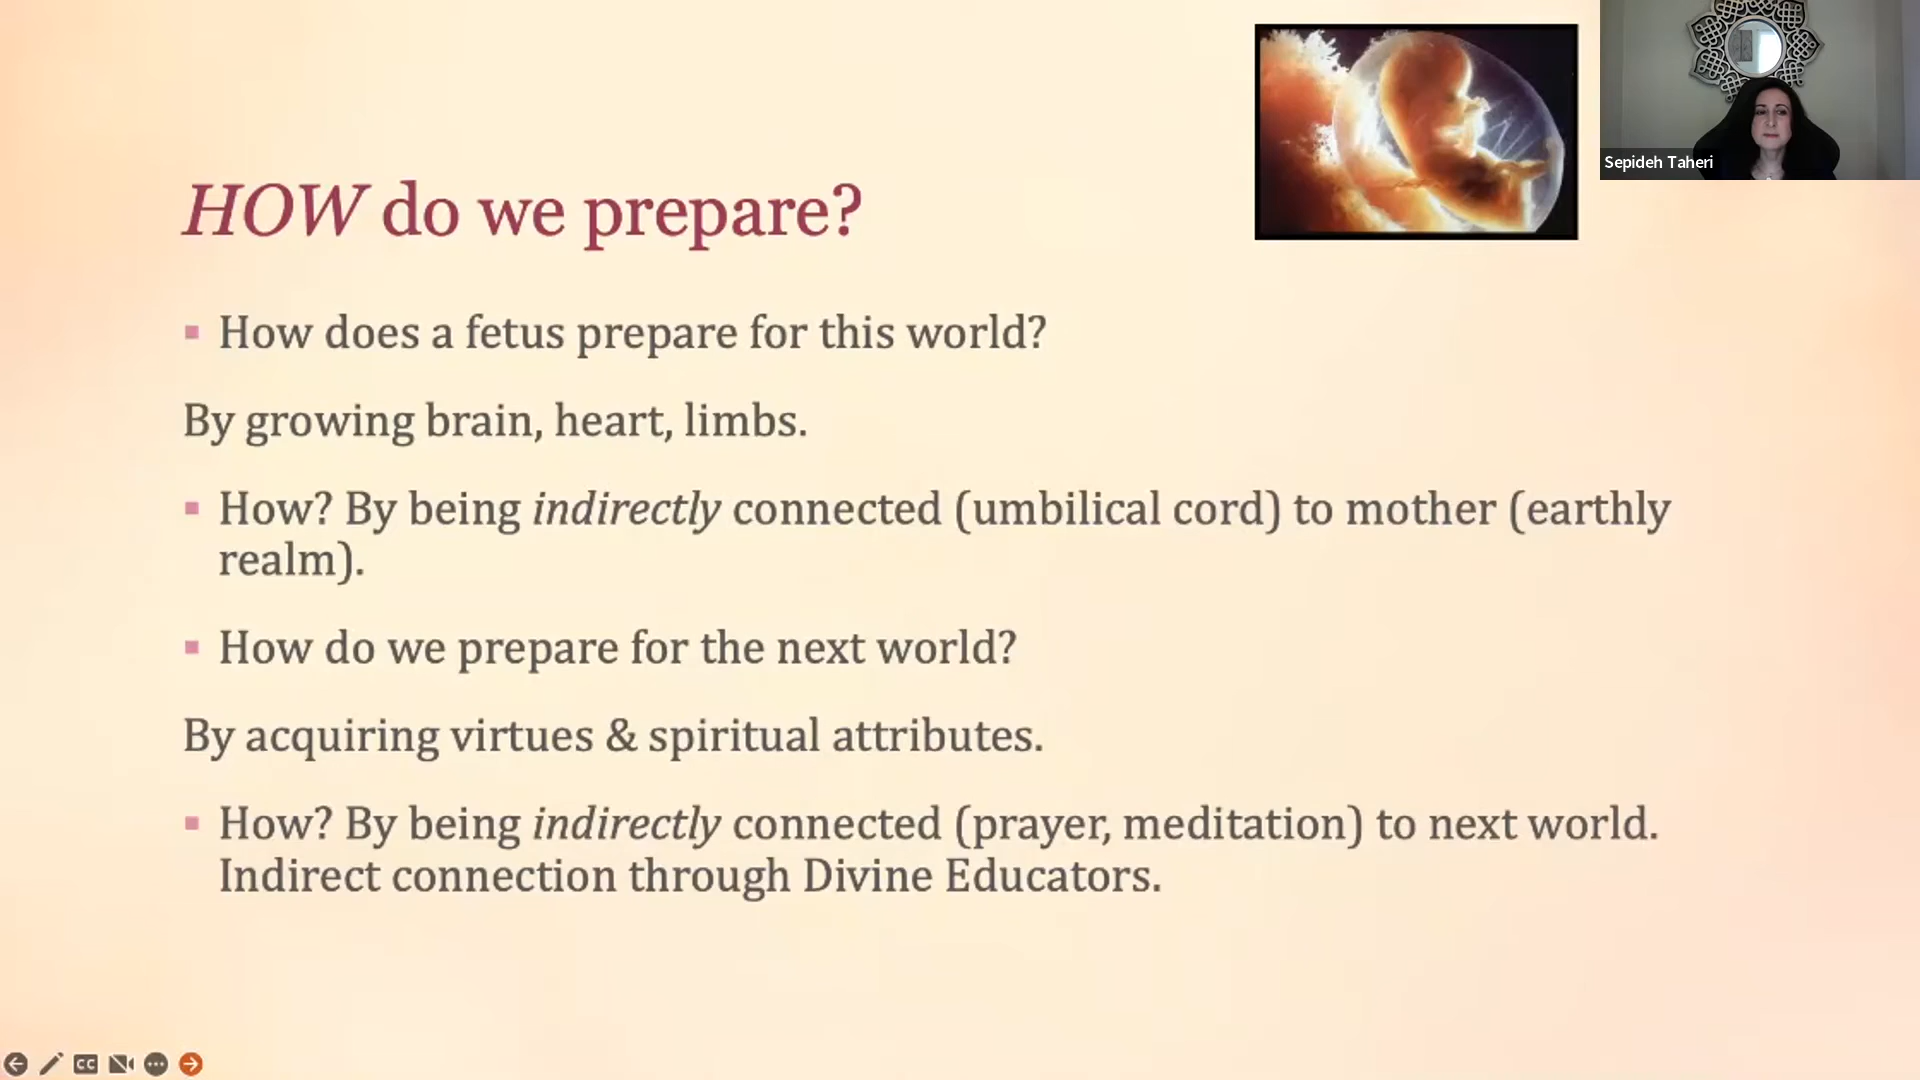 Sepideh Taheri
HOW do we prepare?
▪ How does a fetus prepare for this world?
By growing brain, heart, limbs.
▪ How? By being indirectly connected (umbilical cord) to mother (earthly
realm).
▪ How do we prepare for the next world?
By acquiring virtues & spiritual attributes.
▪ How? By being indirectly connected (prayer, meditation) to next world.
Indirect connection through Divine Educators.
CC